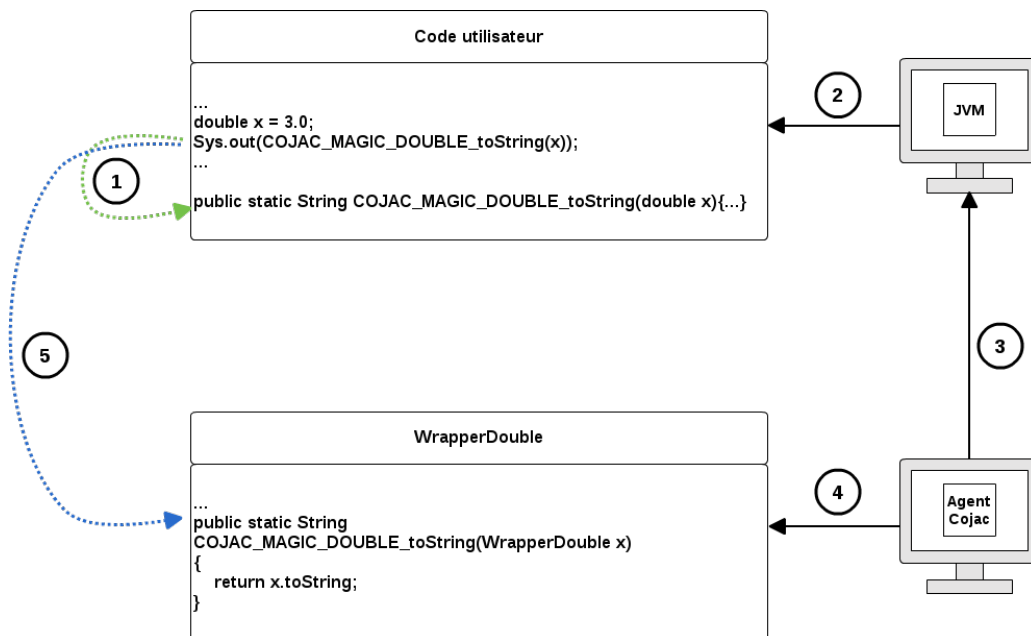 Code utilisateur
...
double x = 3.0;
Sys.out(COJAC_MAGIC_DOUBLE_toString(x));
...
public static String COJAC_MAGIC_DOUBLE_toString(double x){...}
1
2
JVM
3
5
WrapperDouble
...
public static String
COJAC_MAGIC_DOUBLE_toString(WrapperDouble x)
{
return x.toString;
}
4
Agent
Cojac